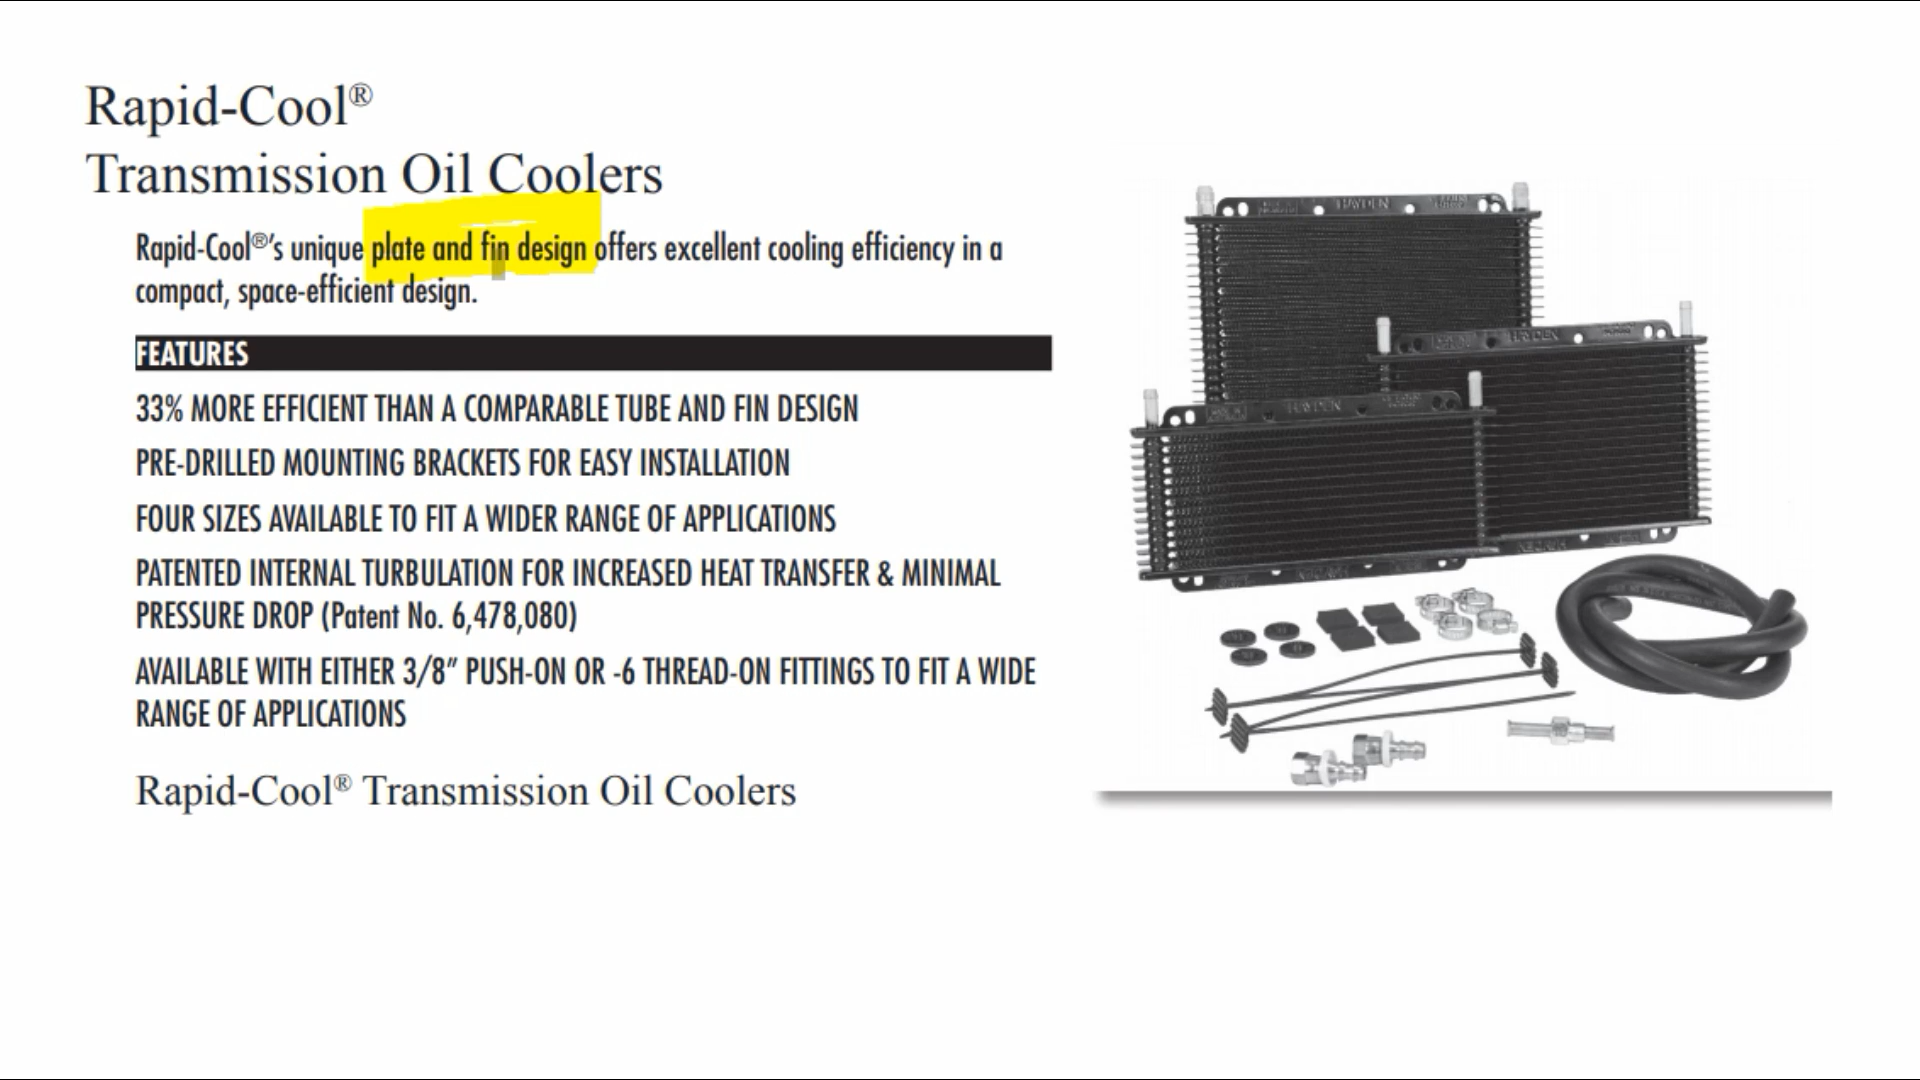 Rapid-Cool®
Transmission Oil Coolers
Rapid-Cool®'s unique plate and fin design offers excellent cooling efficiency in a
compact, space-efficient design.
FEATURES
33% MORE EFFICIENT THAN A COMPARABLE TUBE AND FIN DESIGN
PRE-DRILLED MOUNTING BRACKETS FOR EASY INSTALLATION
FOUR SIZES AVAILABLE TO FIT A WIDER RANGE OF APPLICATIONS
PATENTED INTERNAL TURBULATION FOR INCREASED HEAT TRANSFER & MINIMAL
PRESSURE DROP (Patent No. 6,478,080)
AVAILABLE WITH EITHER 3/8” PUSH-ON OR -6 THREAD-ON FITTINGS TO FIT A WIDE
RANGE OF APPLICATIONS
Rapid-Cool® Transmission Oil Coolers
HAYDEN
HAYDEN
HAYDEN